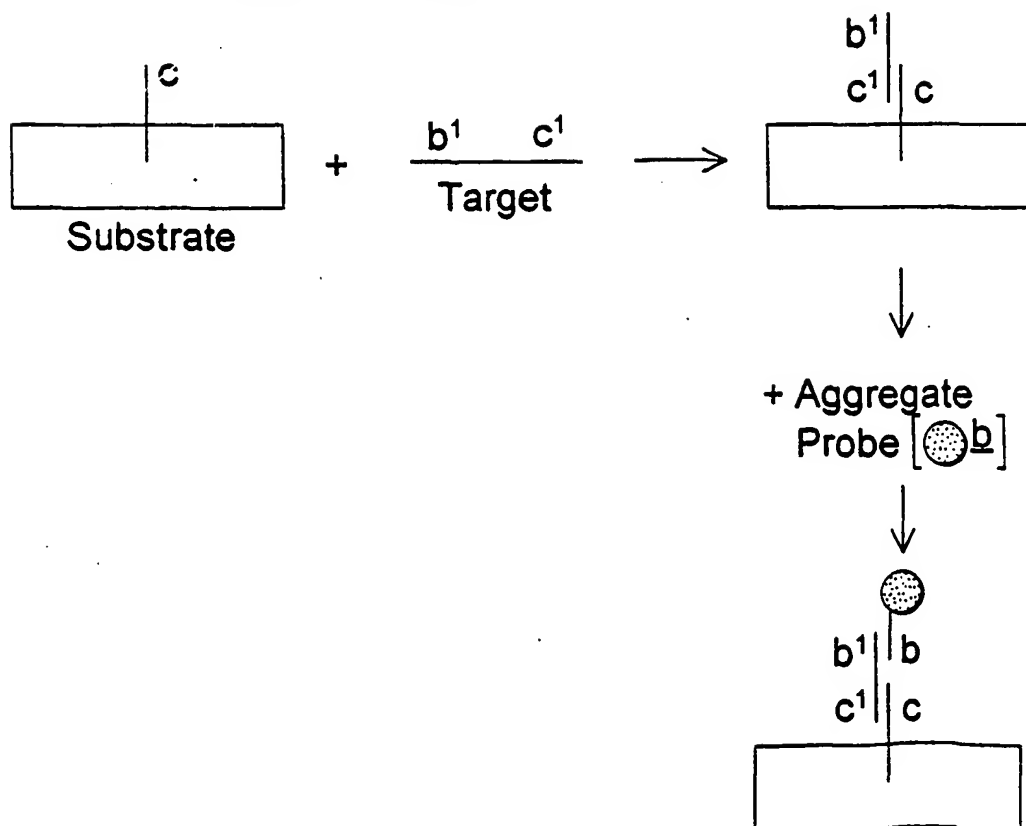 c
Substrate
+
b¹ c¹
Target
b¹
c¹ c
+ Aggregate
Probe [ b]
b¹ b
c¹ c